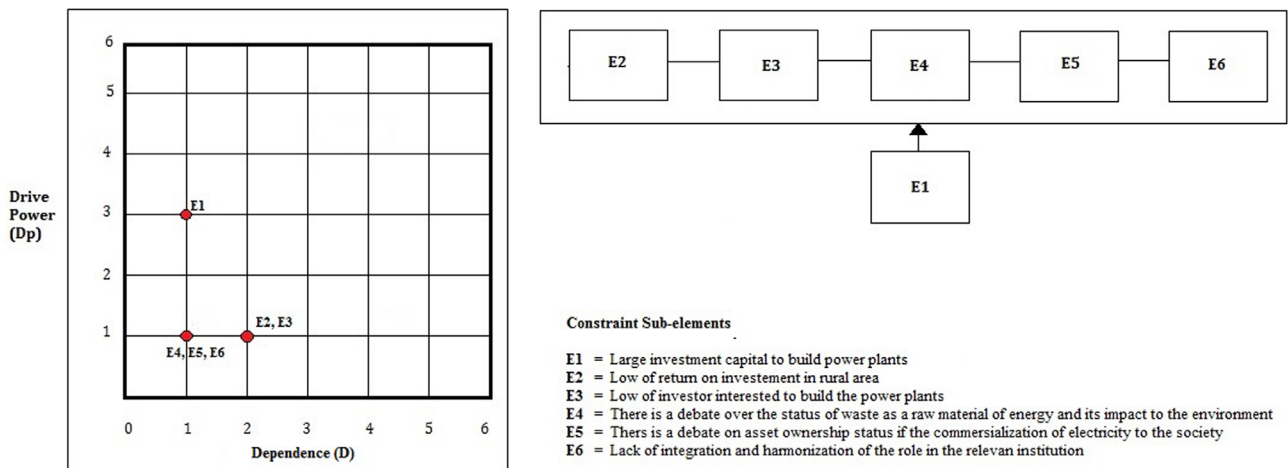 6
5
4
3
2
1
Drive
Power
(Dp)
E1
E2, E3
E4, E5, E6
0 1 2 3 4 5 6
Dependence (D)
E2 E3 E4 E5 E6
E1
Constraint Sub-elements
E1 = Large investment capital to build power plants
E2 = Low of return on investement in rural area
E3 = Low of investor interested to build the power plants
E4 = There is a debate over the status of waste as a raw material of energy and its impact to the environment
E5 = There is a debate on asset ownership status if the commersialization of electricity to the society
E6 = Lack of integration and harmonization of the role in the relevan institution